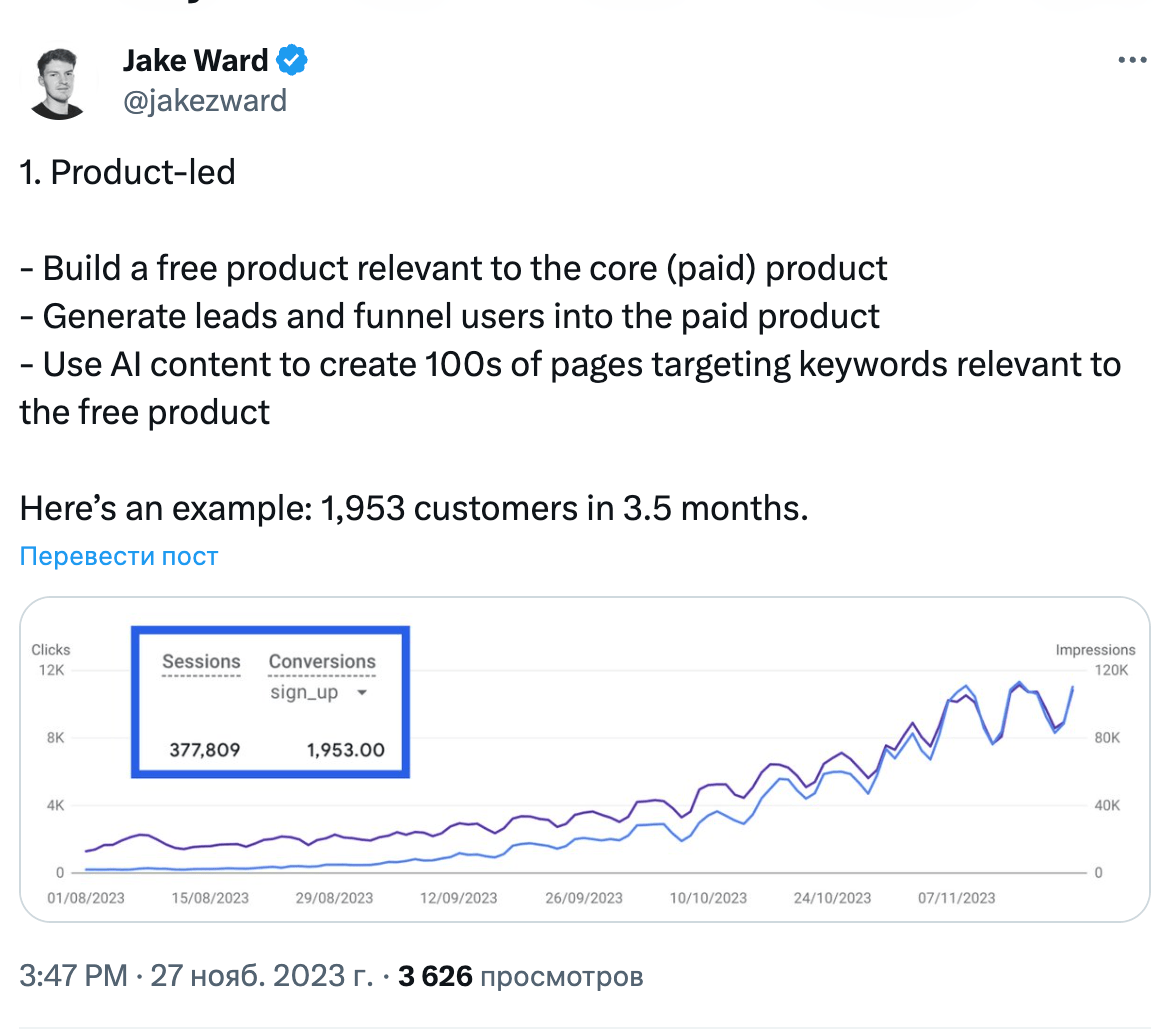 Jake Ward
@jakezward
1. Product-led
- Build a free product relevant to the core (paid) product
- Generate leads and funnel users into the paid product
- Use AI content to create 100s of pages targeting keywords relevant to
the free product
Here’s an example: 1,953 customers in 3.5 months.
Перевести пост
Clicks
Impressions
12K
8K
4K
0
Sessions
Conversions
sign_up
377,809
1,953.00
120K
80K
40K
0
01/08/2023 15/08/2023 29/08/2023 12/09/2023 26/09/2023 10/10/2023 24/10/2023 07/11/2023
3:47 PM · 27 нояб. 2023 г. · 3 626 просмотров